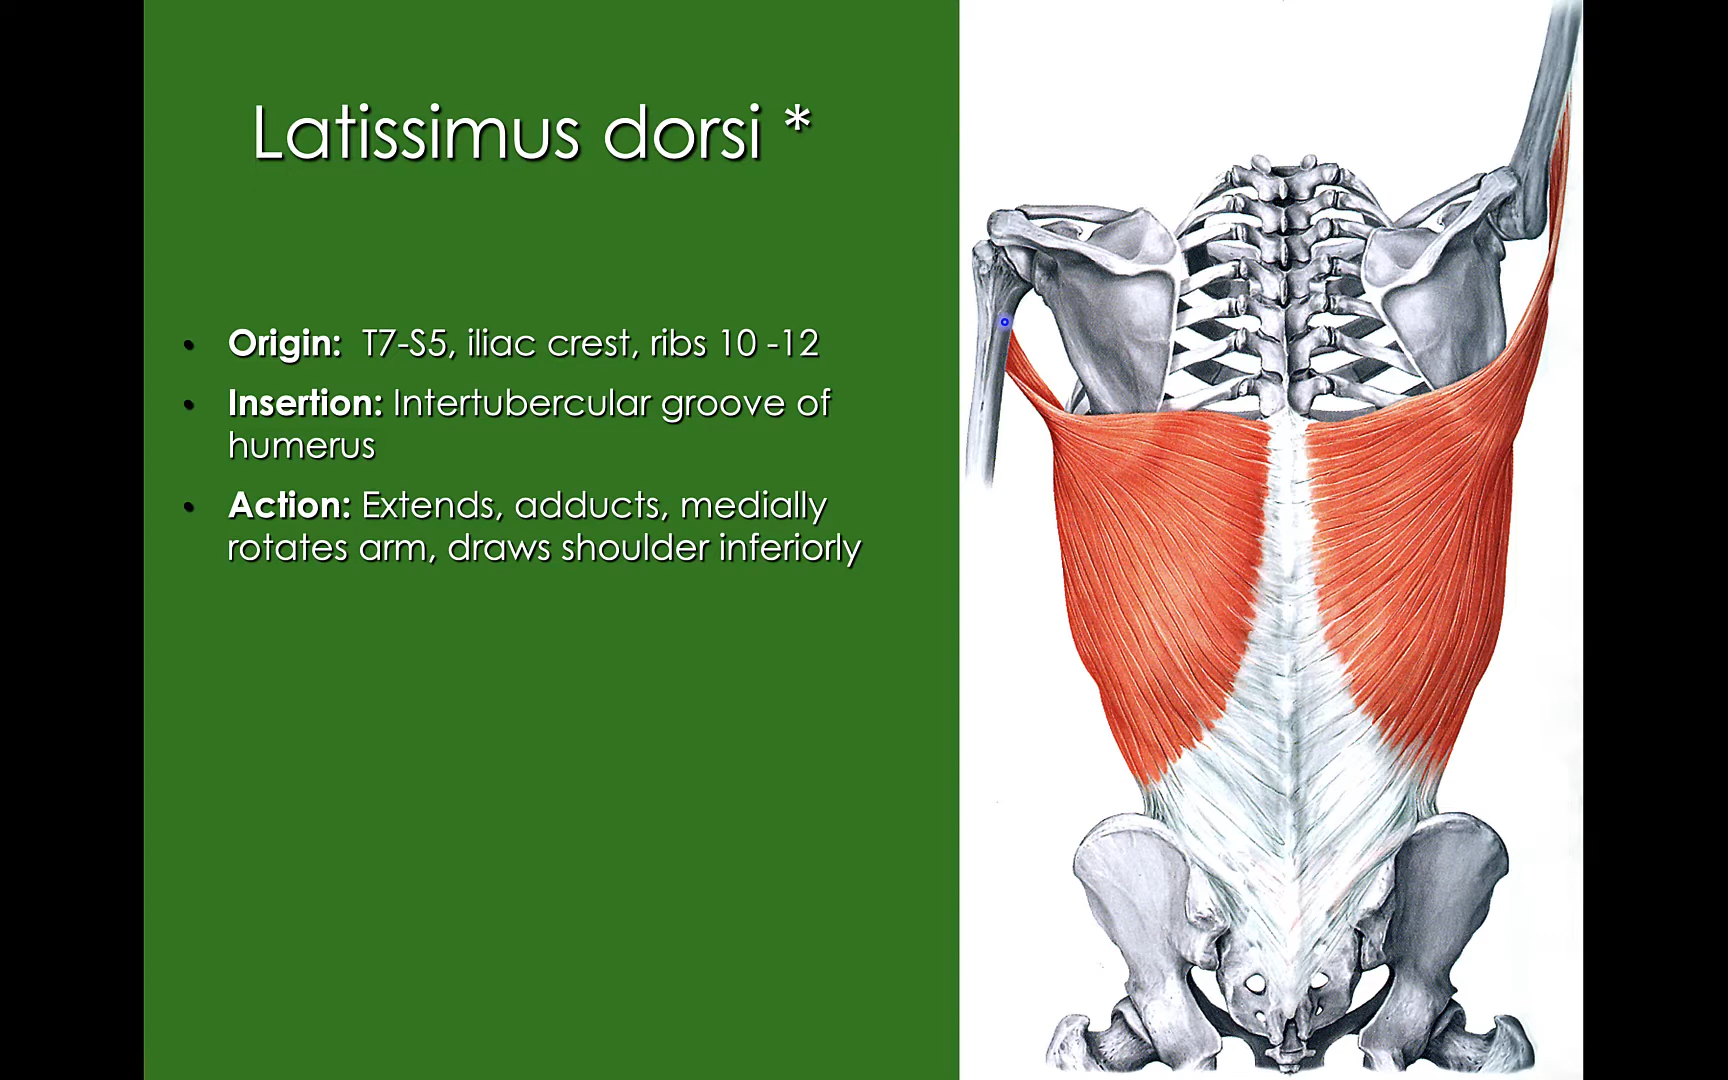 Latissimus dorsi *
• Origin: T7-S5, iliac crest, ribs 10 -12
• Insertion: Intertubercular groove of
humerus
• Action: Extends, adducts, medially
rotates arm, draws shoulder inferiorly